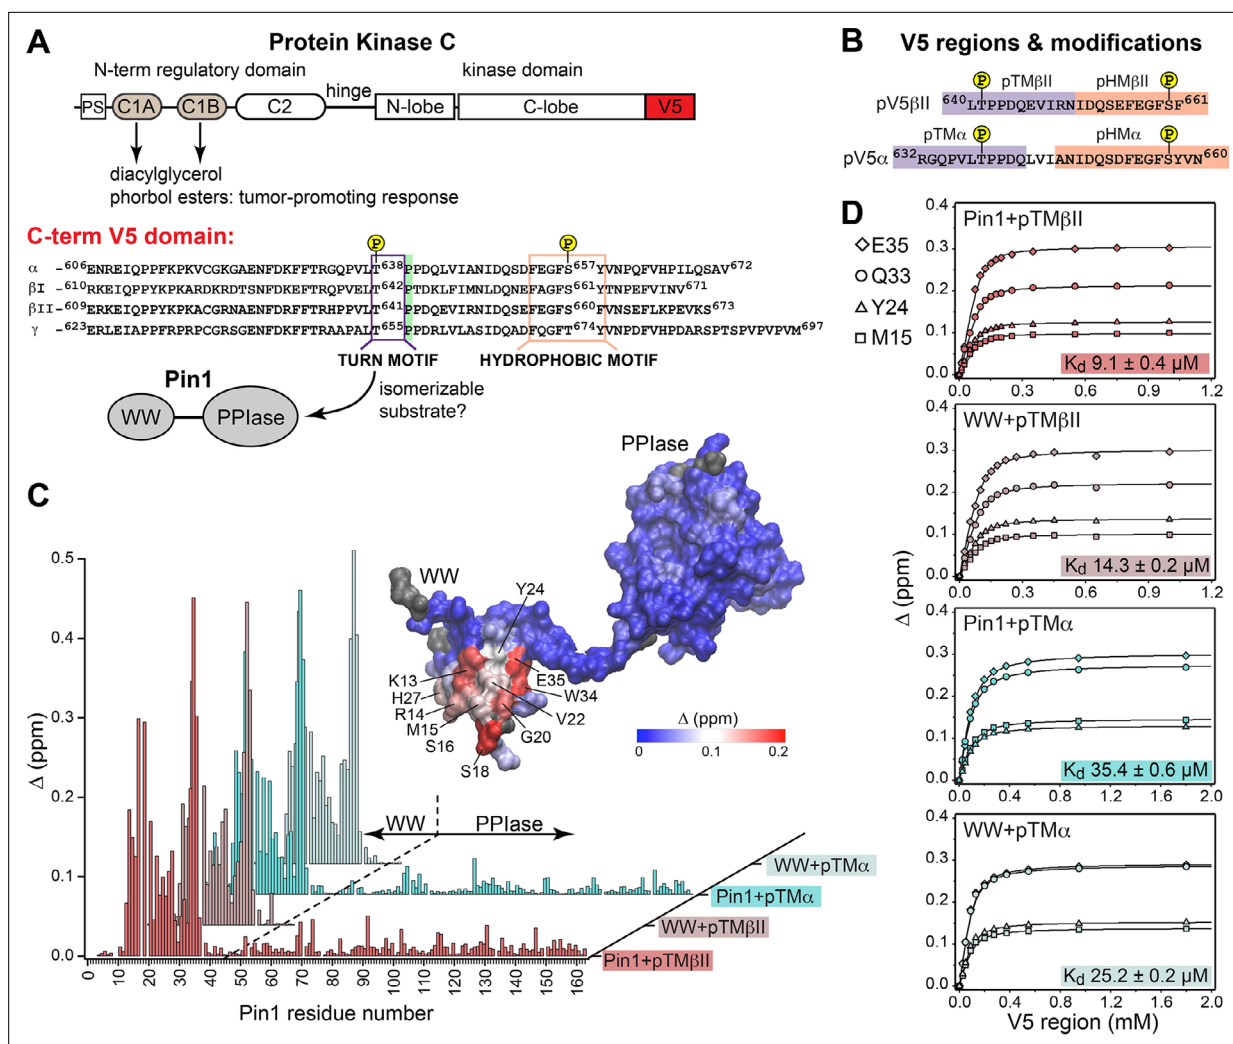 A
Protein Kinase C
N-term regulatory domain
hinge
kinase domain
PS
C1A
C1B
C2
N-lobe
C-lobe
V5
diacylglycerol
phorbol esters: tumor-promoting response
C-term V5 domain:
P
P
α -606ENREIQPPFKPKVCGKGAENFDKFFTRGQPVLT638PPDQLVIANIDQSDFEGFS657YVNPQFVHPILQSAV672
βI -610RKEIQPPYKPKARDKRDTSNFDKEFTRQPVELT642PTDKLFIMNLDQNEFAGFS661YTNPEFVINV671
βII-609ERKEIQPPYKPKACGRNAENFDRFFTRHPPVLT641PPDQEVIRNIDQSEFEGFS660FVNSEFLKPEVKS673
γ -623ERLEIAPPFRPRPCGRSGENFDKFFTRAAPALT655PPDRLVLASIDQADFQGFT674YVNPDFVHPDARSPTSPVPVPVM697
TURN MOTIF
HYDROPHOBIC MOTIF
Pin1
WW
PPIase
isomerizable
substrate?
B
V5 regions & modifications
P
pTMβII
pHMβII
P
pV5βII
640LTPPDQEVIRNIDQSEFEGFSF661
pTMα
P
pHMα
P
pV5α
632RGQPVLTPPDQLVIANIDQSDFEGFSYVN660
C
Δ (ppm)
0.5
0.4
0.3
0.2
0.1
0.0
0
10
20
30
40
50
60
70
80
90
100
110
120
130
140
150
160
Pin1 residue number
PPIase
WW
Y24
K13
H27
R14
M15
S16
S18
E35
W34
V22
G20
Δ (ppm)
0
0.1
0.2
WW
PPIase
WW+pTMα
Pin1+pTMα
WW+pTMβII
Pin1+pTMβII
D
E35
Q33
Y24
M15
Δ (ppm)
Pin1+pTMβII
0.4
0.3
0.2
0.1
0.0
Kd 9.1 ± 0.4 μM
0.0 0.3 0.6 0.9 1.2
WW+pTMβII
0.4
0.3
0.2
0.1
0.0
Kd 14.3 ± 0.2 μM
0.0 0.3 0.6 0.9 1.2
Pin1+pTMα
0.4
0.3
0.2
0.1
0.0
Kd 35.4 ± 0.6 μM
0.0 0.4 0.8 1.2 1.6 2.0
WW+pTMα
0.4
0.3
0.2
0.1
0.0
Kd 25.2 ± 0.2 μM
0.0 0.4 0.8 1.2 1.6 2.0
V5 region (mM)